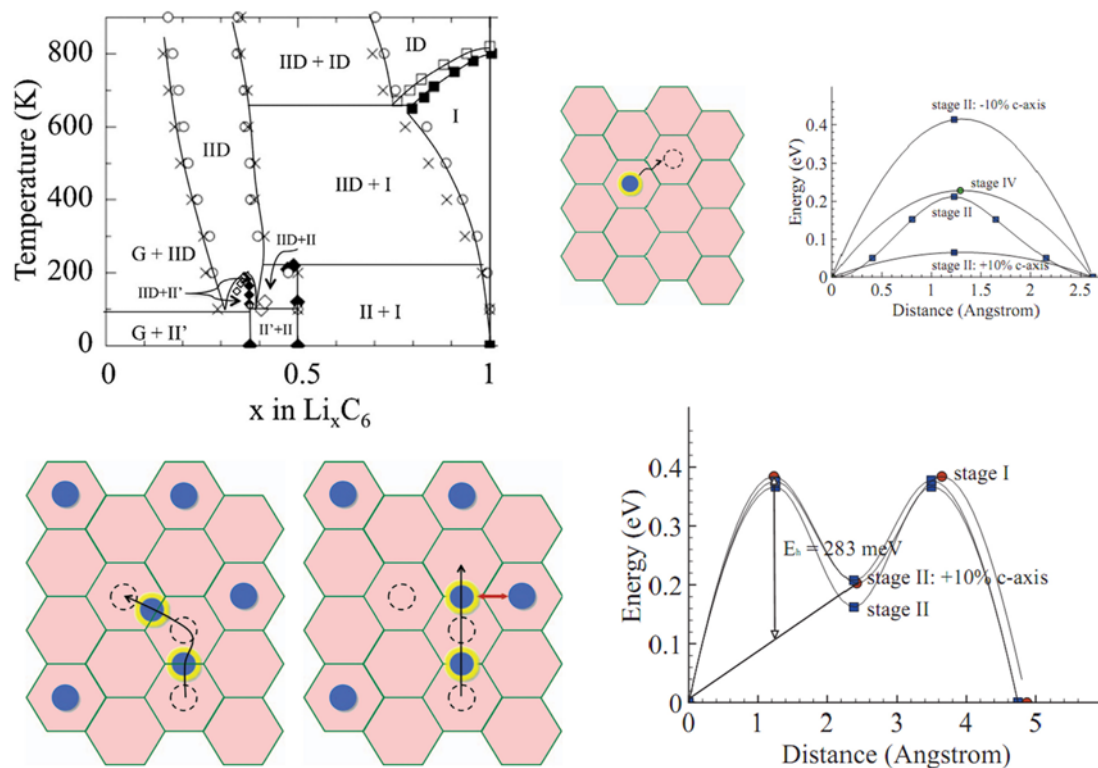 Temperature (K)
800
600
400
200
0
IID + ID
ID
I
IID
IID + I
G + IID
IID+II
IID+II'
II + I
G + II'
II'+II
0
0.5
1
x in LiₓC₆
Energy (eV)
0.4
0.3
0.2
0.1
0
stage II: -10% c-axis
stage IV
stage II
stage II: +10% c-axis
0
0.5
1.0
1.5
2.0
2.5
Distance (Angstrom)
Energy (eV)
0.4
0.3
0.2
0.1
0
stage I
Eₕ = 283 meV
stage II: +10% c-axis
stage II
0
1
2
3
4
5
Distance (Angstrom)